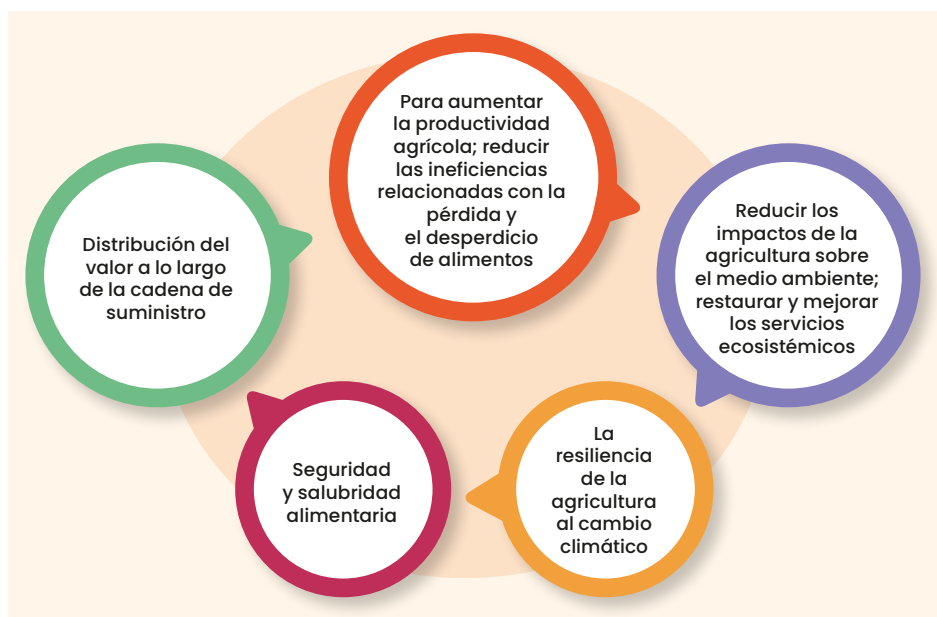 Para aumentar
la productividad
agrícola; reducir
las ineficiencias
relacionadas con la
pérdida y
el desperdicio
de alimentos
Reducir los
impactos de la
agricultura sobre
el medio ambiente;
restaurar y mejorar
los servicios
ecosistémicos
La
resiliencia
de la
agricultura
al cambio
climático
Seguridad
y salubridad
alimentaria
Distribución del
valor a lo largo
de la cadena de
suministro